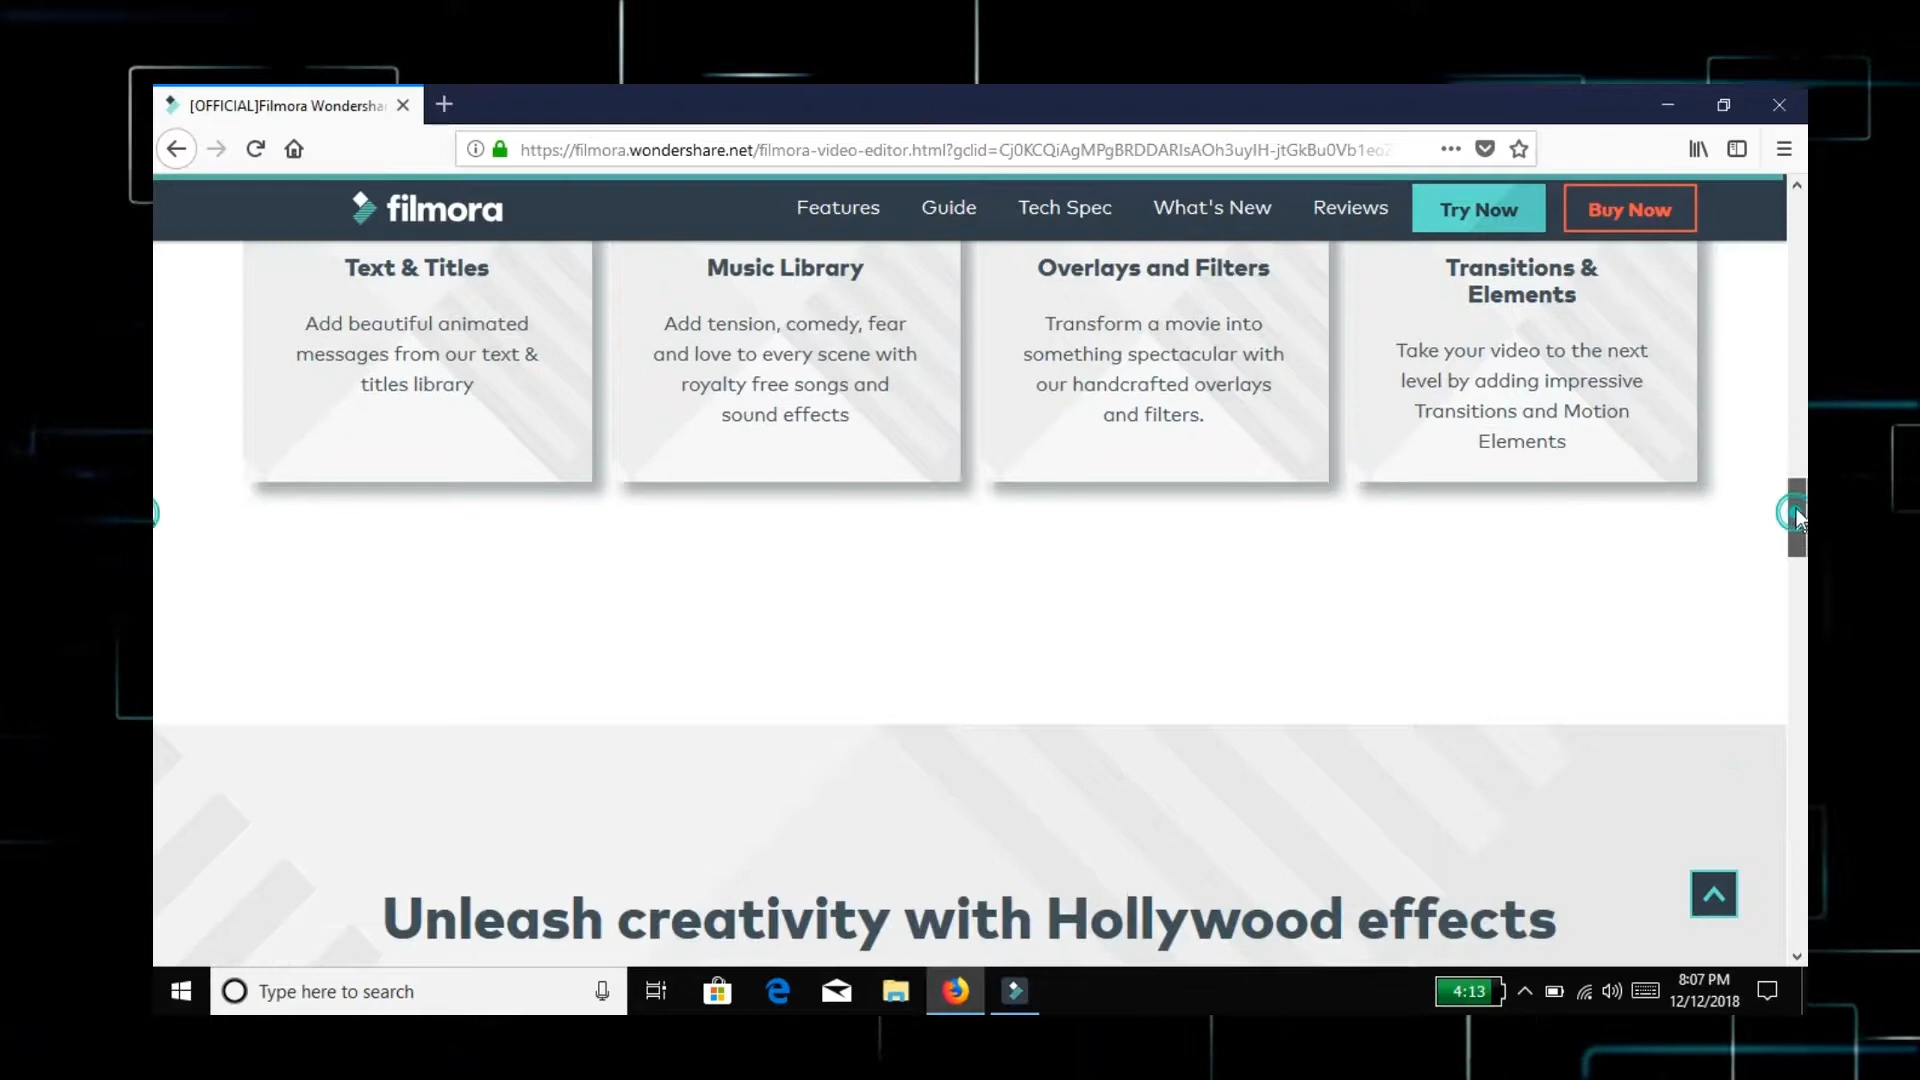 [OFFICIAL]Filmora Wondersha
https://filmora.wondershare.net/filmora-video-editor.html?gclid=Cj0KCQiAgMPgBRDDARIsAOh3uyIH-jtGkBu0Vb1eo
filmora
Features
Guide
Tech Spec
What's New
Reviews
Try Now
Buy Now
Text & Titles
Add beautiful animated
messages from our text &
titles library
Music Library
Add tension, comedy, fear
and love to every scene with
royalty free songs and
sound effects
Overlays and Filters
Transform a movie into
something spectacular with
our handcrafted overlays
and filters.
Transitions &
Elements
Take your video to the next
level by adding impressive
Transitions and Motion
Elements
Unleash creativity with Hollywood effects
Type here to search
4:13
8:07 PM
12/12/2018